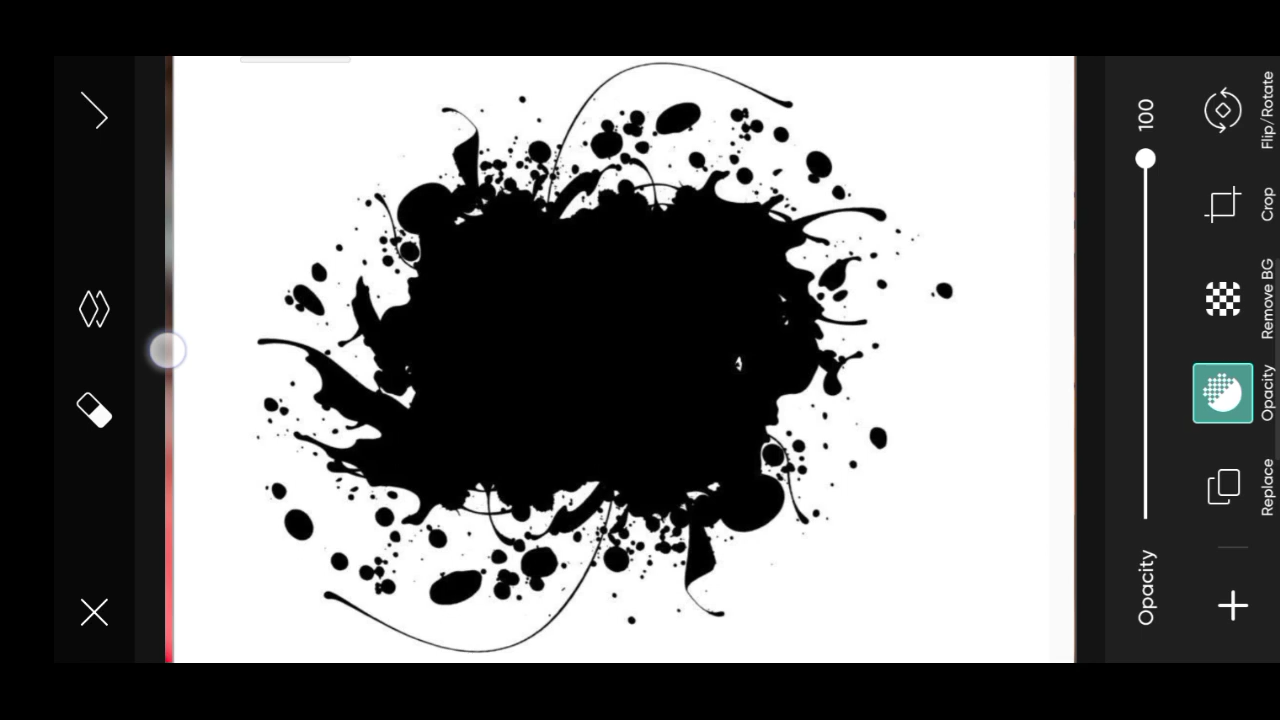 Flip/Rotate
Crop
Remove BG
Opacity
Replace
100
Opacity